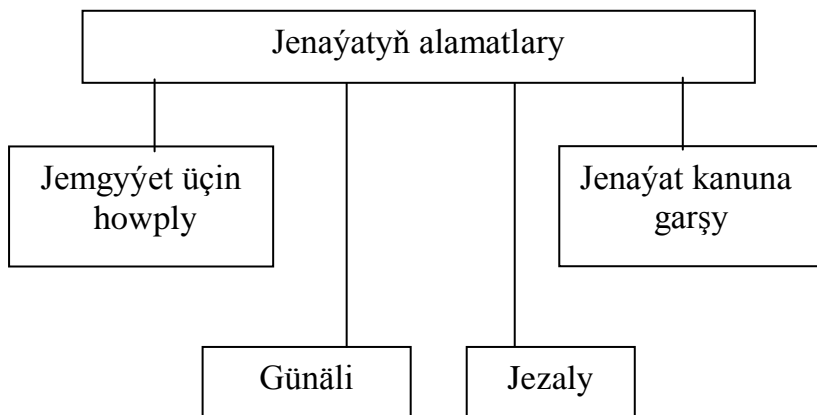 Jenaýatyň alamatlary
Jemgyýet üçin
howply
Jenaýat kanuna
garşy
Günäli
Jezaly